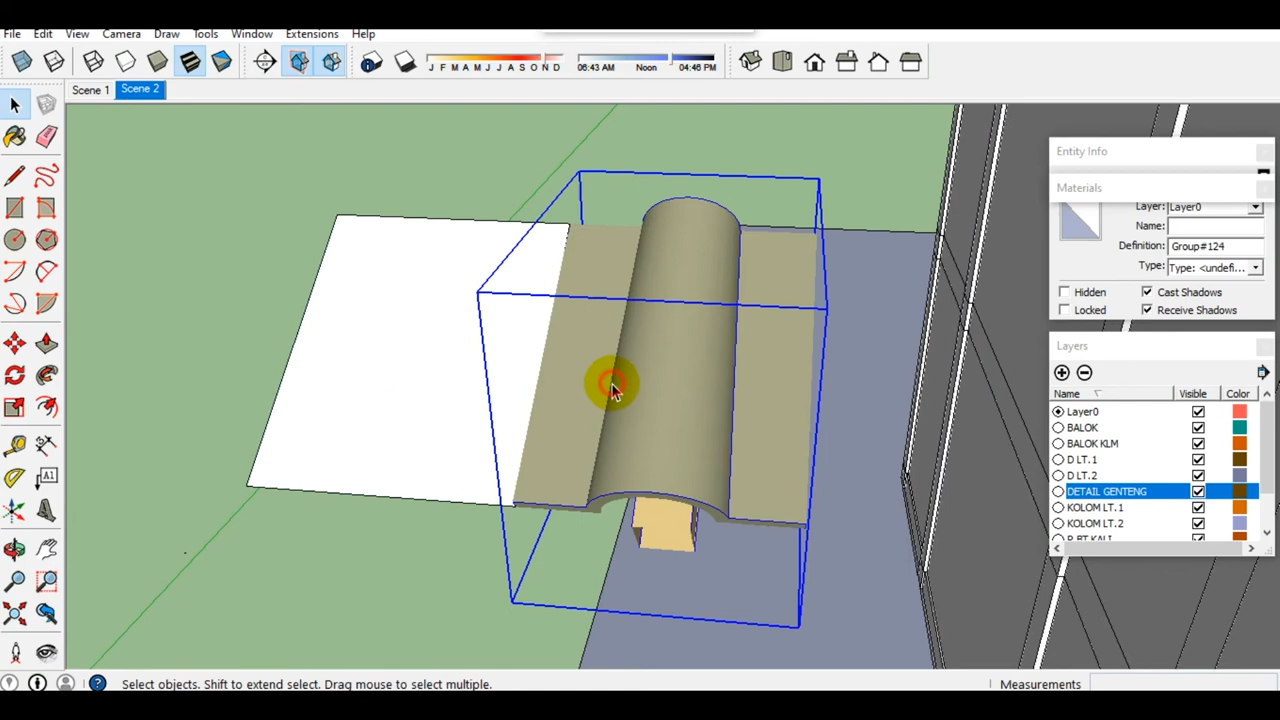 File Edit View Camera Draw Tools Window Extensions Help
J F M A M J J A S O N D
06:43 AM Noon 04:46 PM
Scene 1 Scene 2
A1
Entity Info
Materials
Layer: Layer0
Name:
Definition: Group#124
Type: Type: <undefi...
Hidden Cast Shadows
Locked Receive Shadows
Layers
Name Visible Color
Layer0
BALOK
BALOK KLM
D LT.1
D LT.2
DETAIL GENTENG
KOLOM LT.1
KOLOM LT.2
Select objects. Shift to extend select. Drag mouse to select multiple.
Measurements